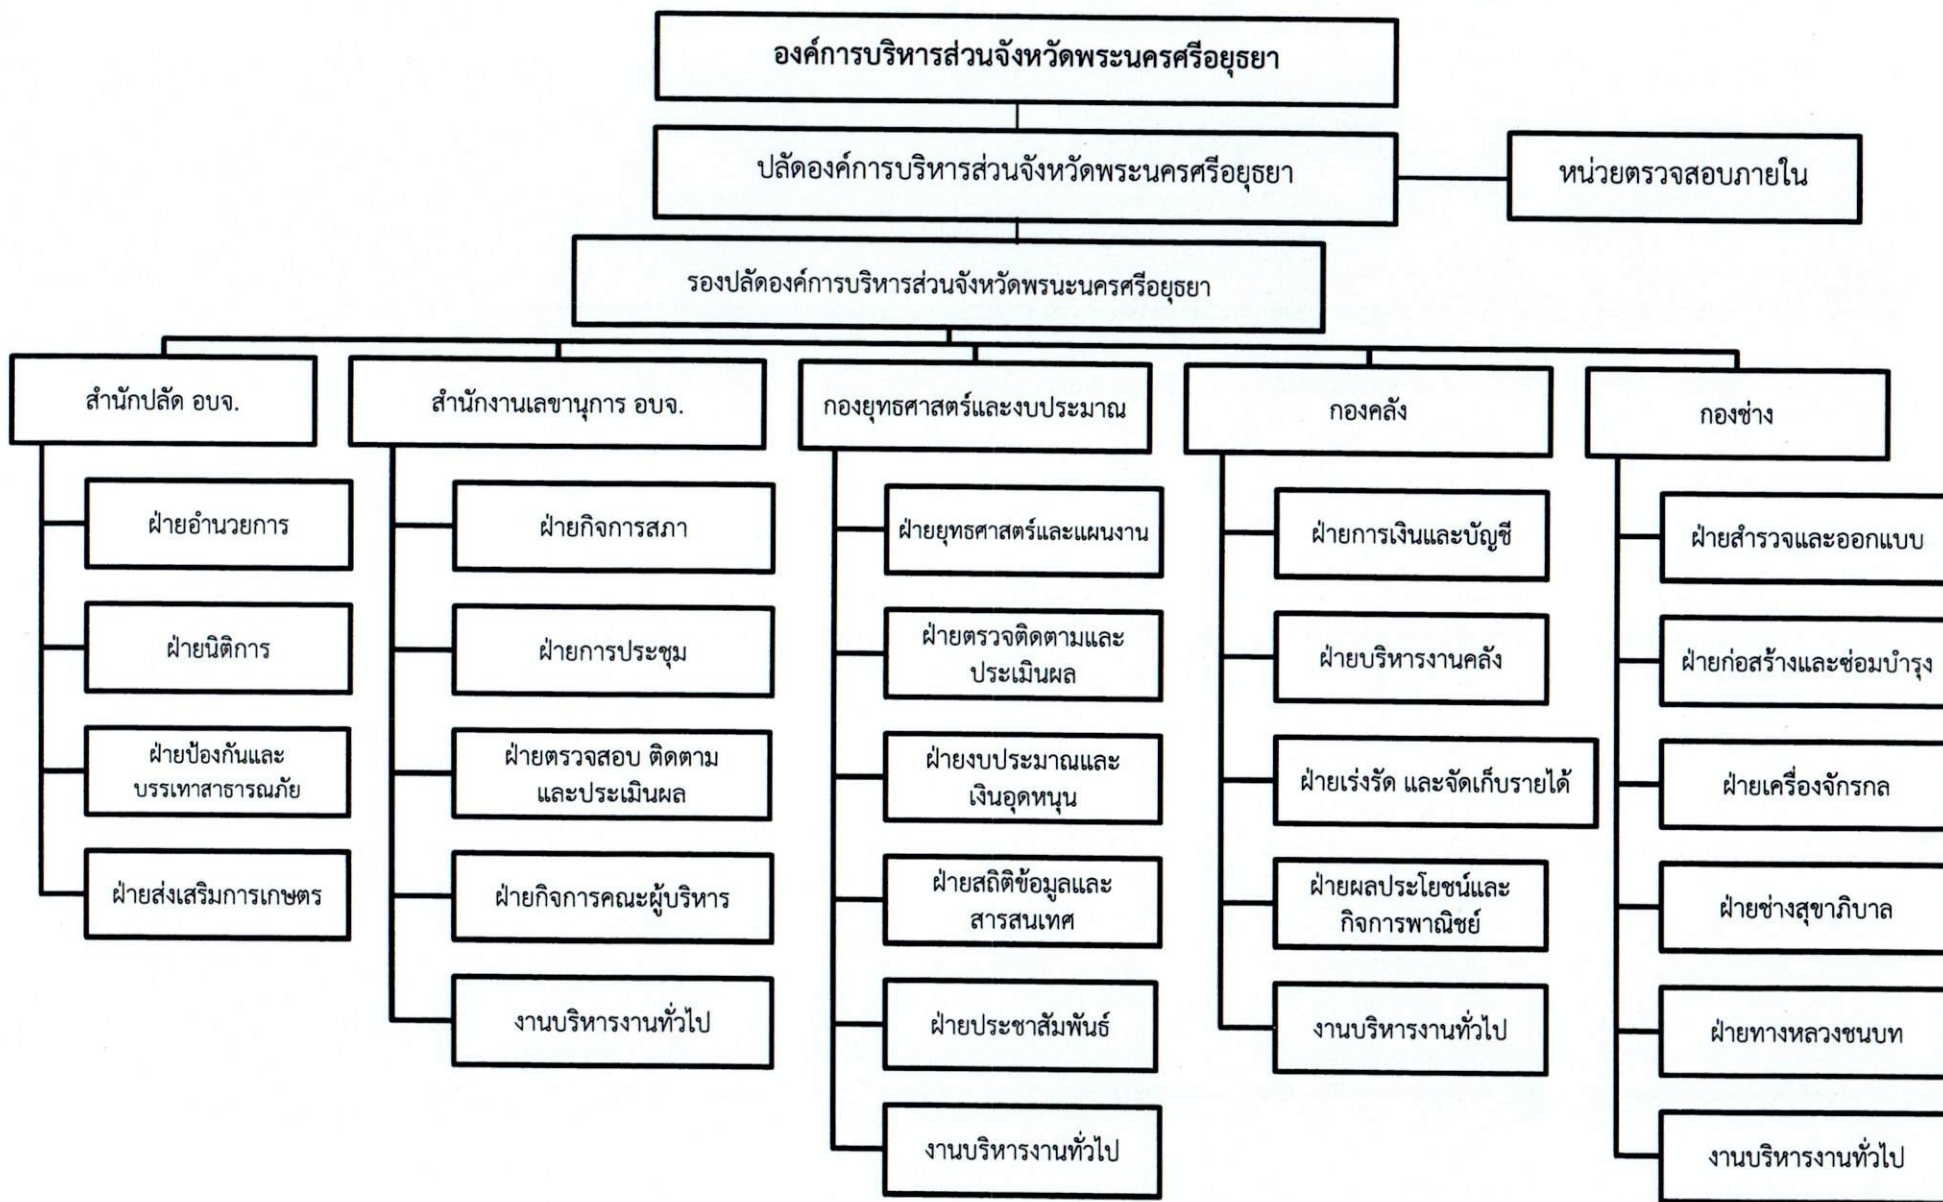 องค์การบริหารส่วนจังหวัดพระนครศรีอยุธยา
ปลัดองค์การบริหารส่วนจังหวัดพระนครศรีอยุธยา
หน่วยตรวจสอบภายใน
รองปลัดองค์การบริหารส่วนจังหวัดพรนะนครศรีอยุธยา
สำนักปลัด อบจ.
ฝ่ายอำนวยการ
ฝ่ายนิติการ
ฝ่ายป้องกันและ
บรรเทาสาธารณภัย
ฝ่ายส่งเสริมการเกษตร
สำนักงานเลขานุการ อบจ.
ฝ่ายกิจการสภา
ฝ่ายการประชุม
ฝ่ายตรวจสอบ ติดตาม
และประเมินผล
ฝ่ายกิจการคณะผู้บริหาร
งานบริหารงานทั่วไป
กองยุทธศาสตร์และงบประมาณ
ฝ่ายยุทธศาสตร์และแผนงาน
ฝ่ายตรวจติดตามและ
ประเมินผล
ฝ่ายงบประมาณและ
เงินอุดหนุน
ฝ่ายสถิติข้อมูลและ
สารสนเทศ
ฝ่ายประชาสัมพันธ์
งานบริหารงานทั่วไป
กองคลัง
ฝ่ายการเงินและบัญชี
ฝ่ายบริหารงานคลัง
ฝ่ายเร่งรัด และจัดเก็บรายได้
ฝ่ายผลประโยชน์และ
กิจการพาณิชย์
งานบริหารงานทั่วไป
กองช่าง
ฝ่ายสำรวจและออกแบบ
ฝ่ายก่อสร้างและซ่อมบำรุง
ฝ่ายเครื่องจักรกล
ฝ่ายช่างสุขาภิบาล
ฝ่ายทางหลวงชนบท
งานบริหารงานทั่วไป